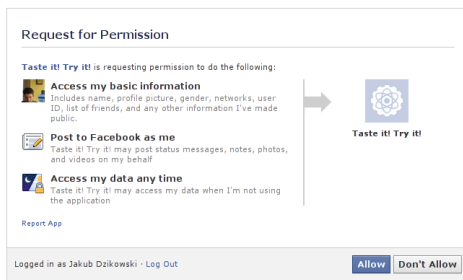 Request for Permission
Taste it! Try it! is requesting permission to do the following:
Access my basic information
Includes name, profile picture, gender, networks, user
ID, list of friends, and any other information I've made
public.
Post to Facebook as me
Taste it! Try it! may post status messages, notes, photos,
and videos on my behalf
Access my data any time
Taste it! Try it! may access my data when I'm not using
the application
Taste it! Try it!
Report App
Logged in as Jakub Dzikowski · Log Out
Allow
Don't Allow